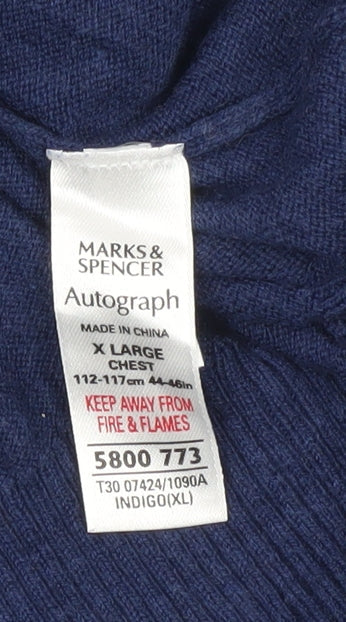 MARKS &
SPENCER
Autograph
MADE IN CHINA
X LARGE
CHEST
112-117cm 44-46in
KEEP AWAY FROM
FIRE & FLAMES
5800 773
T30 07424/1090A
INDIGO(XL)